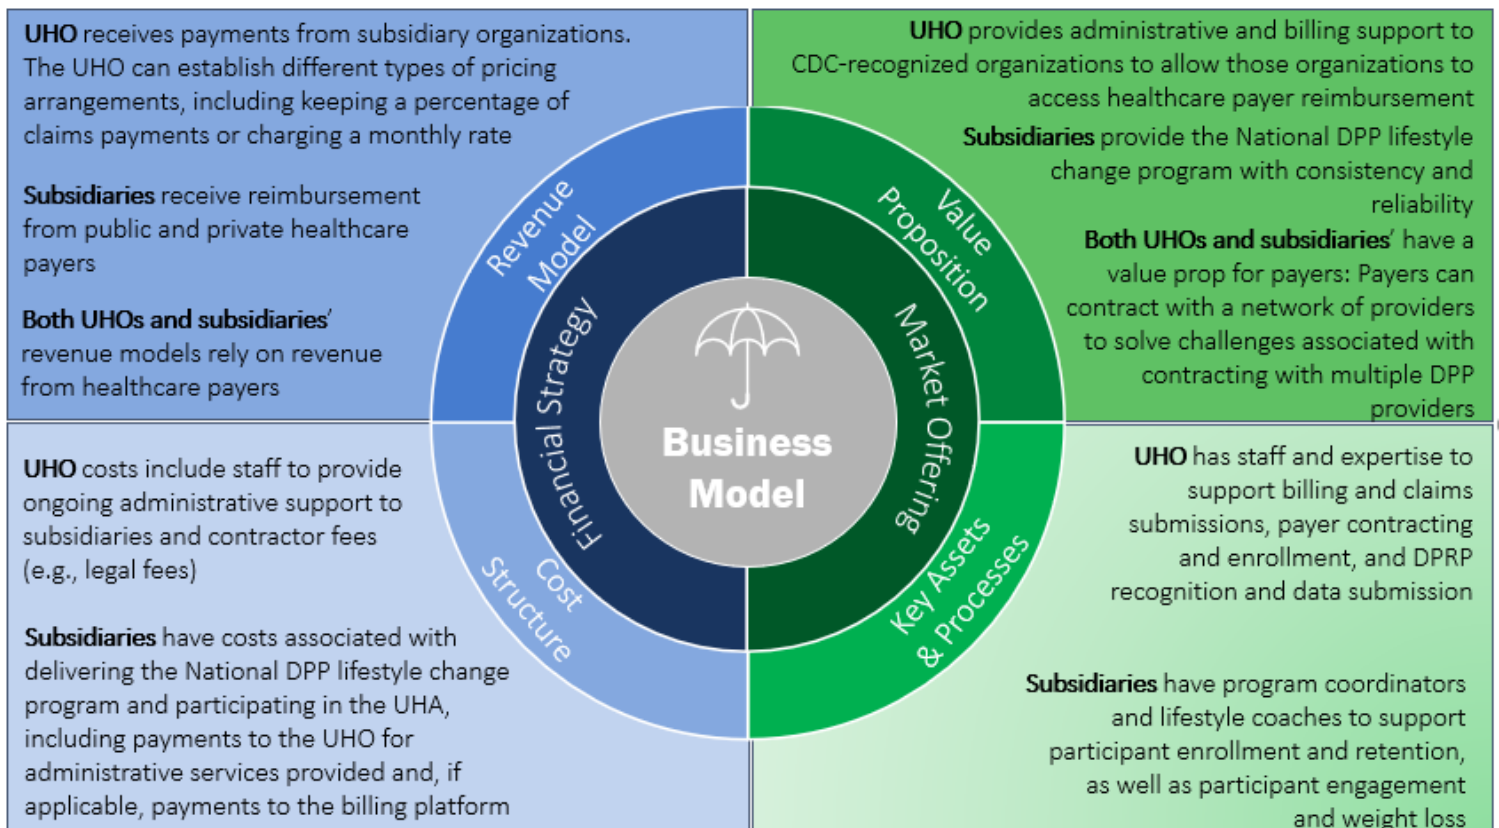 UHO receives payments from subsidiary organizations.
The UHO can establish different types of pricing
arrangements, including keeping a percentage of
claims payments or charging a monthly rate
Subsidiaries receive reimbursement
from public and private healthcare
payers
Both UHOs and subsidiaries’
revenue models rely on revenue
from healthcare payers
UHO provides administrative and billing support to
CDC-recognized organizations to allow those organizations to
access healthcare payer reimbursement
Subsidiaries provide the National DPP lifestyle
change program with consistency and
reliability
Both UHOs and subsidiaries’ have a
value prop for payers: Payers can
contract with a network of providers
to solve challenges associated with
contracting with multiple DPP
providers
Revenue
Model
Value
Proposition
Financial Strategy
Market Offering
Business
Model
Cost
Structure
Key Assets
& Processes
UHO costs include staff to provide
ongoing administrative support to
subsidiaries and contractor fees
(e.g., legal fees)
Subsidiaries have costs associated with
delivering the National DPP lifestyle change
program and participating in the UHA,
including payments to the UHO for
administrative services provided and, if
applicable, payments to the billing platform
UHO has staff and expertise to
support billing and claims
submissions, payer contracting
and enrollment, and DPRP
recognition and data submission
Subsidiaries have program coordinators
and lifestyle coaches to support
participant enrollment and retention,
as well as participant engagement
and weight loss